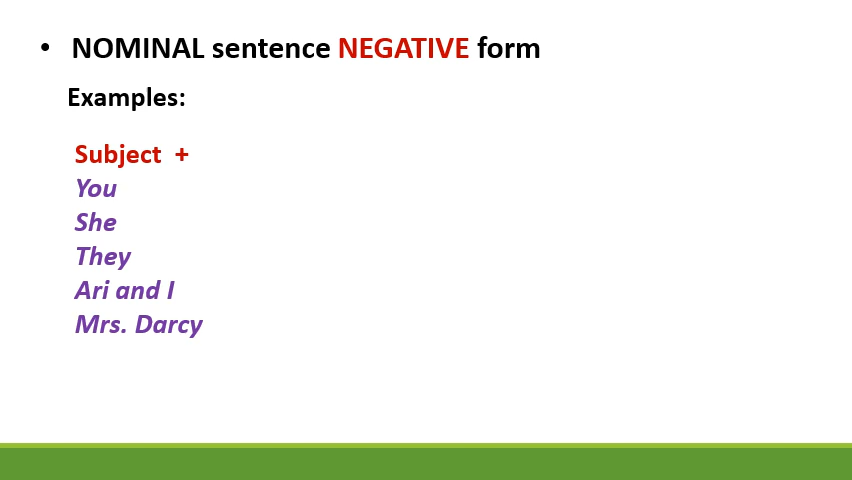 • NOMINAL sentence NEGATIVE form
Examples:
Subject +
You
She
They
Ari and I
Mrs. Darcy